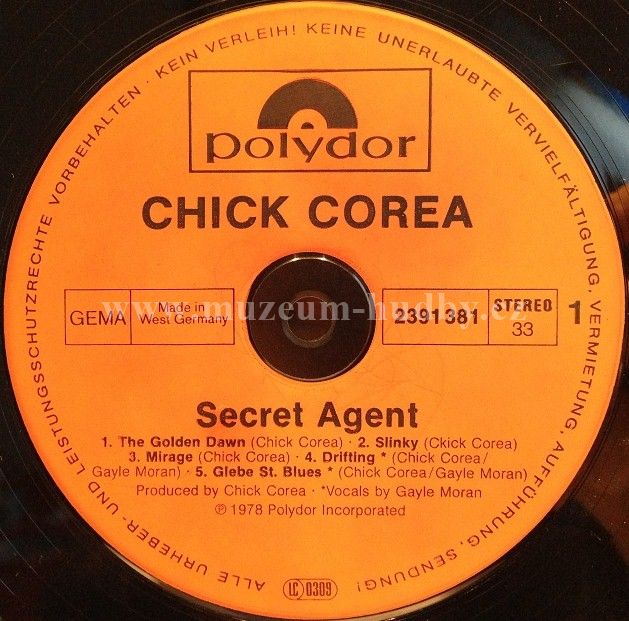 ALLE URHEBER- UND LEISTUNGSSCHUTZRECHTE VORBEHALTEN · KEIN VERLEIH! KEINE UNERLAUBTE VERVIELFÄLTIGUNG, VERMIETUNG, AUFFÜHRUNG, SENDUNG!
polydor
CHICK COREA
www.muzeum-hudby.cz
GEMA
Made in
West Germany
2391 381
STEREO
33
1
Secret Agent
1. The Golden Dawn (Chick Corea) · 2. Slinky (Ckick Corea)
3. Mirage (Chick Corea) · 4. Drifting * (Chick Corea/
Gayle Moran) · 5. Glebe St. Blues * (Chick Corea/Gayle Moran)
Produced by Chick Corea · *Vocals by Gayle Moran
℗ 1978 Polydor Incorporated
LC 0309